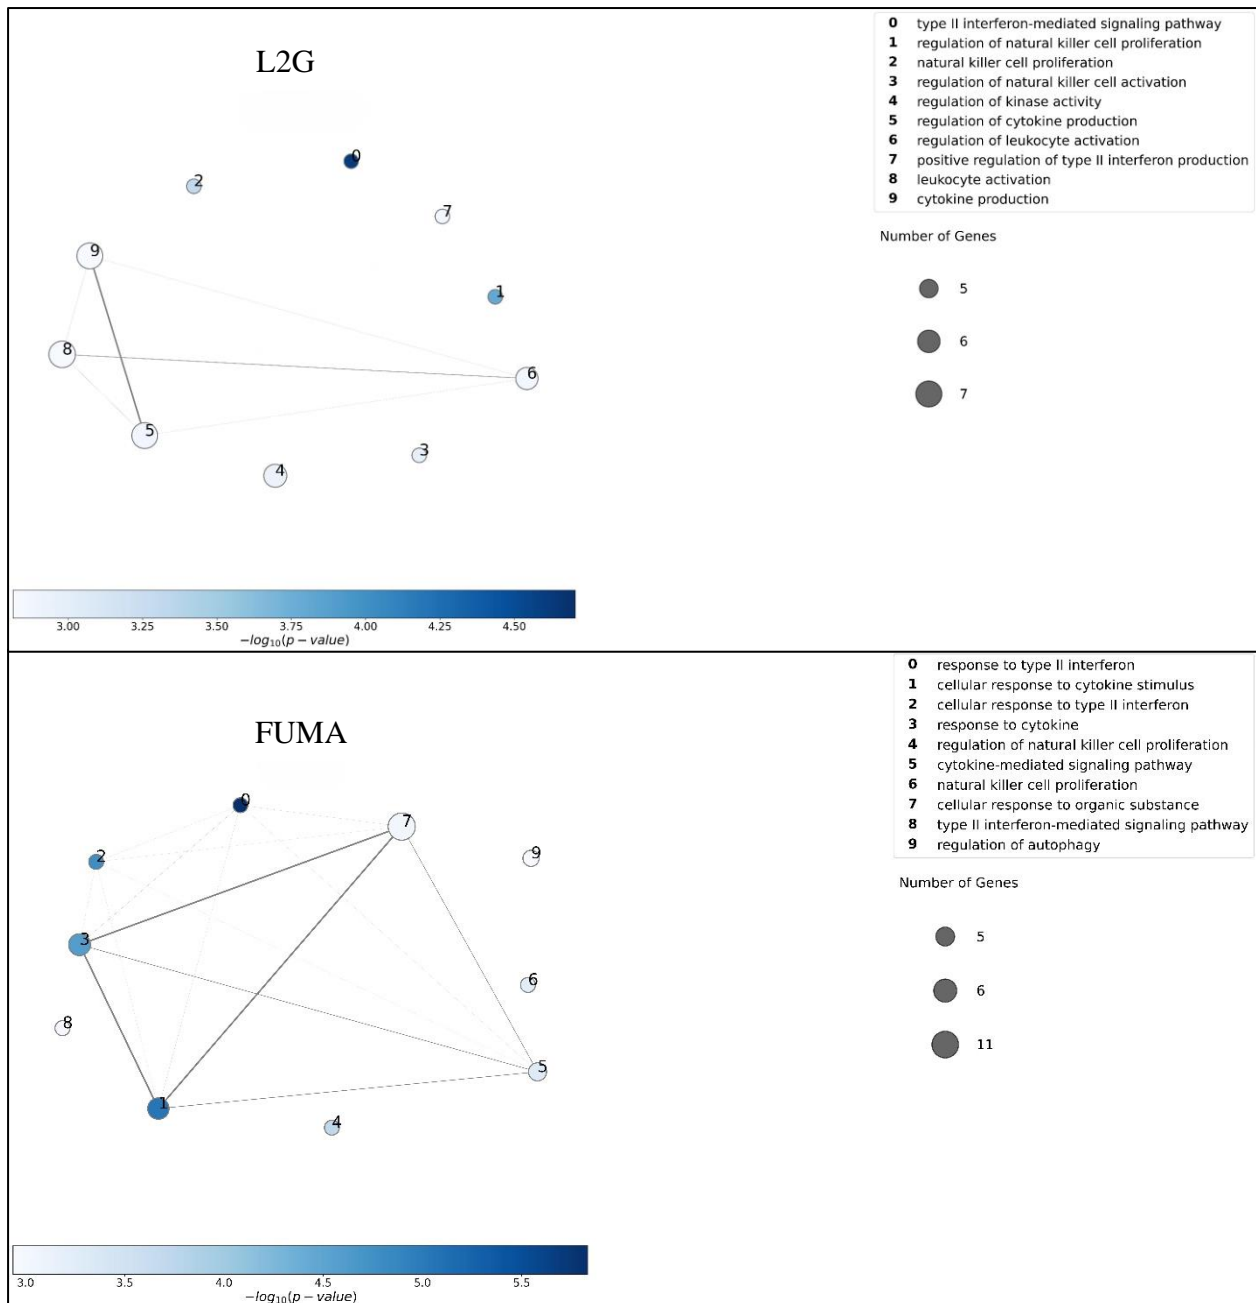 L2G
0 type II interferon-mediated signaling pathway
1 regulation of natural killer cell proliferation
2 natural killer cell proliferation
3 regulation of natural killer cell activation
4 regulation of kinase activity
5 regulation of cytokine production
6 regulation of leukocyte activation
7 positive regulation of type II interferon production
8 leukocyte activation
9 cytokine production
Number of Genes
5
6
7
0
2
7
9
1
8
6
5
3
4
3.00 3.25 3.50 3.75 4.00 4.25 4.50
−log10(p − value)
FUMA
0 response to type II interferon
1 cellular response to cytokine stimulus
2 cellular response to type II interferon
3 response to cytokine
4 regulation of natural killer cell proliferation
5 cytokine-mediated signaling pathway
6 natural killer cell proliferation
7 cellular response to organic substance
8 type II interferon-mediated signaling pathway
9 regulation of autophagy
Number of Genes
5
6
11
0
7
2
9
3
6
8
5
1
4
3.0 3.5 4.0 4.5 5.0 5.5
−log10(p − value)